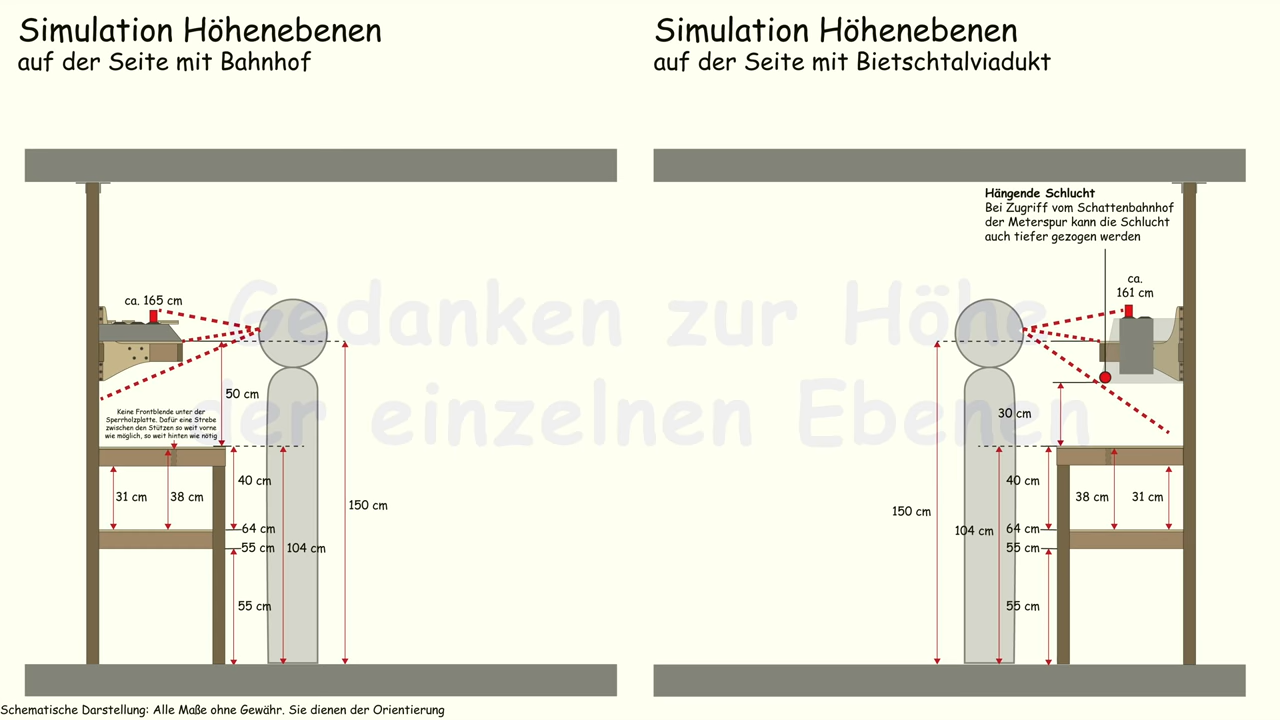 Simulation Höhenebenen
auf der Seite mit Bahnhof
ca. 165 cm
50 cm
Keine Frontblende unter der
Sperrholzplatte. Dafür eine Strebe
zwischen den Stützen so weit vorne
wie möglich, so weit hinten wie nötig
40 cm
31 cm
38 cm
150 cm
64 cm
55 cm
104 cm
55 cm
Simulation Höhenebenen
auf der Seite mit Bietschtalviadukt
Hängende Schlucht
Bei Zugriff vom Schattenbahnhof
der Meterspur kann die Schlucht
auch tiefer gezogen werden
ca.
161 cm
30 cm
40 cm
38 cm
31 cm
150 cm
104 cm
64 cm
55 cm
55 cm
Gedanken zur Höhe
der einzelnen Ebenen
Schematische Darstellung: Alle Maße ohne Gewähr. Sie dienen der Orientierung